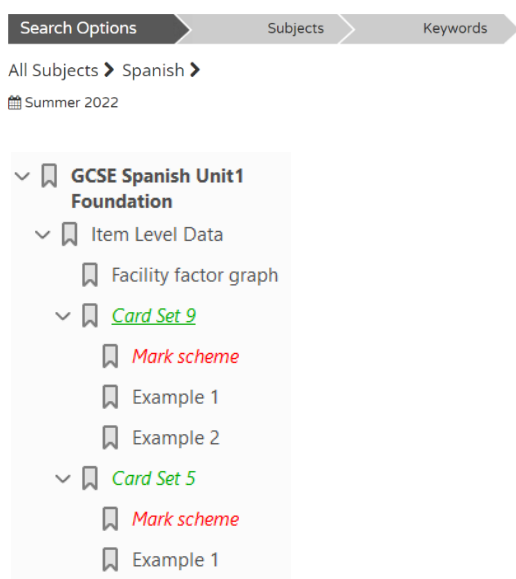 Search Options Subjects Keywords
All Subjects Spanish
Summer 2022
GCSE Spanish Unit1
Foundation
Item Level Data
Facility factor graph
Card Set 9
Mark scheme
Example 1
Example 2
Card Set 5
Mark scheme
Example 1